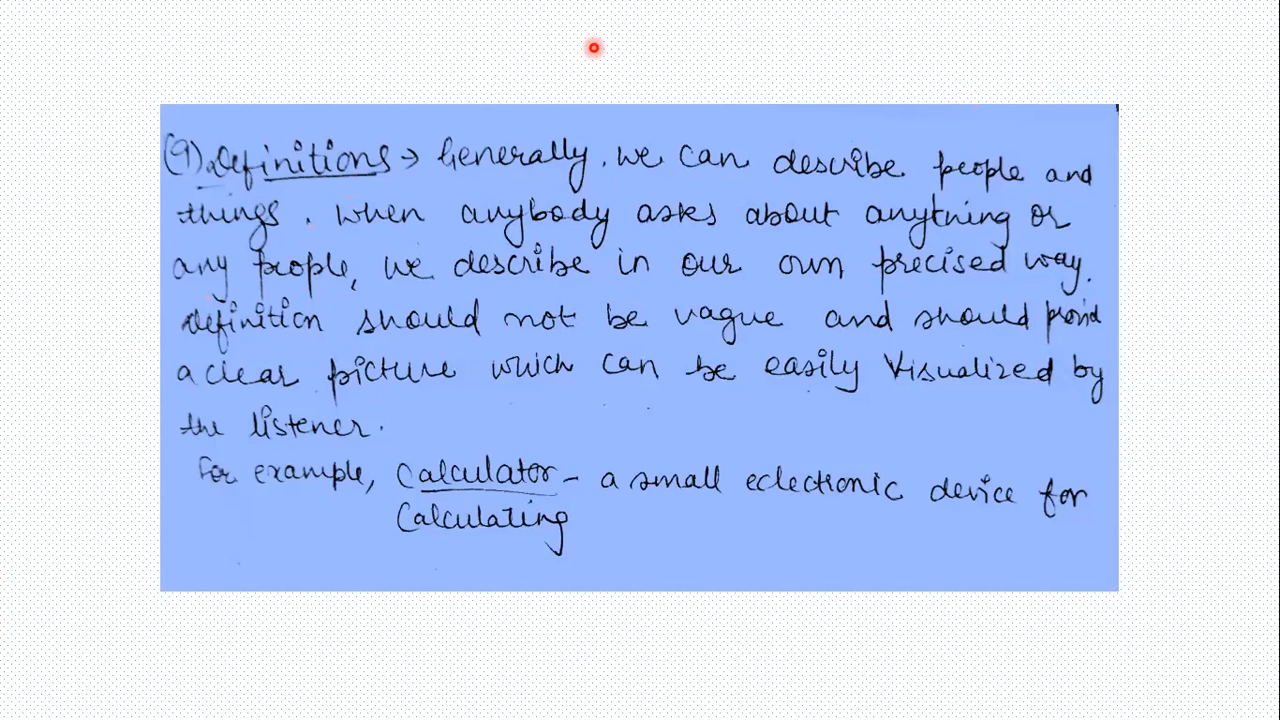 (9) Definitions → Generally, we can describe people and
things. When anybody asks about anytning or
any people, we describe in our own precised way.
definition should not be vague and should provid
a clear picture which can be easily visualized by
the listener.
For example, Calculator - a small eclectronic device for
Calculating